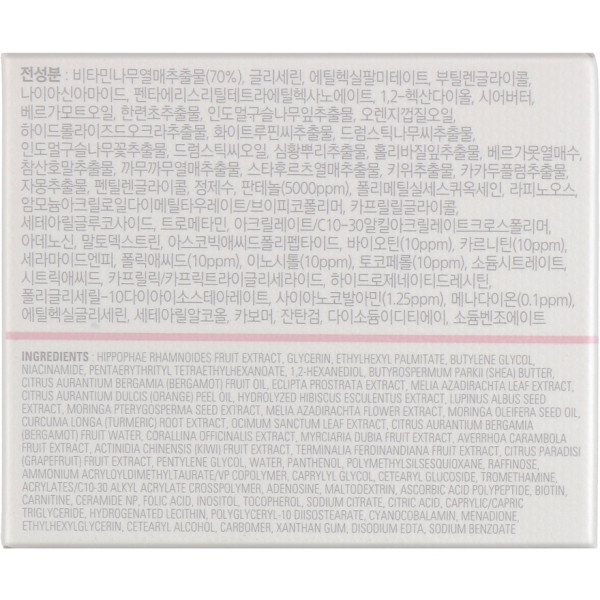 전성분 : 비타민나무열매추출물(70%), 글리세린, 에틸헥실팔미테이트, 부틸렌글라이콜,
나이아신아마이드, 펜타에리스리틸테트라에틸헥사노에이트, 1,2-헥산다이올, 시어버터,
베르가모트오일, 한련초추출물, 인도멀구슬나무잎추출물, 오렌지껍질오일,
하이드롤라이즈드오크라추출물, 화이트루핀씨추출물, 드럼스틱나무씨추출물,
인도멀구슬나무꽃추출물, 드럼스틱씨오일, 심황뿌리추출물, 홀리바질잎추출물, 베르가못열매수,
참산호말추출물, 까무까무열매추출물, 스타후르츠열매추출물, 키위추출물, 카카두플럼추출물,
자몽추출물, 펜틸렌글라이콜, 정제수, 판테놀(5000ppm), 폴리메틸실세스퀴옥세인, 라피노오스,
암모늄아크릴로일다이메틸타우레이트/브이피코폴리머, 카프릴릴글라이콜,
세테아릴글루코사이드, 트로메타민, 아크릴레이트/C10-30알킬아크릴레이트크로스폴리머,
아데노신, 말토덱스트린, 아스코빅애씨드폴리펩타이드, 바이오틴(10ppm), 카르니틴(10ppm),
세라마이드엔피, 폴릭애씨드(10ppm), 이노시톨(10ppm), 토코페롤(10ppm), 소듐시트레이트,
시트릭애씨드, 카프릴릭/카프릭트라이글리세라이드, 하이드로제네이티드레시틴,
폴리글리세릴-10다이아이소스테아레이트, 사이아노코발아민(1.25ppm), 메나다이온(0.1ppm),
에틸헥실글리세린, 세테아릴알코올, 카보머, 잔탄검, 다이소듐이디티에이, 소듐벤조에이트
INGREDIENTS : HIPPOPHAE RHAMNOIDES FRUIT EXTRACT, GLYCERIN, ETHYLHEXYL PALMITATE, BUTYLENE GLYCOL,
NIACINAMIDE, PENTAERYTHRITYL TETRAETHYLHEXANOATE, 1,2-HEXANEDIOL, BUTYROSPERMUM PARKII (SHEA) BUTTER,
CITRUS AURANTIUM BERGAMIA (BERGAMOT) FRUIT OIL, ECLIPTA PROSTRATA EXTRACT, MELIA AZADIRACHTA LEAF EXTRACT,
CITRUS AURANTIUM DULCIS (ORANGE) PEEL OIL, HYDROLYZED HIBISCUS ESCULENTUS EXTRACT, LUPINUS ALBUS SEED
EXTRACT, MORINGA PTERYGOSPERMA SEED EXTRACT, MELIA AZADIRACHTA FLOWER EXTRACT, MORINGA OLEIFERA SEED OIL,
CURCUMA LONGA (TURMERIC) ROOT EXTRACT, OCIMUM SANCTUM LEAF EXTRACT, CITRUS AURANTIUM BERGAMIA
(BERGAMOT) FRUIT WATER, CORALLINA OFFICINALIS EXTRACT, MYRCIARIA DUBIA FRUIT EXTRACT, AVERRHOA CARAMBOLA
FRUIT EXTRACT, ACTINIDIA CHINENSIS (KIWI) FRUIT EXTRACT, TERMINALIA FERDINANDIANA FRUIT EXTRACT, CITRUS PARADISI
(GRAPEFRUIT) FRUIT EXTRACT, PENTYLENE GLYCOL, WATER, PANTHENOL, POLYMETHYLSILSESQUIOXANE, RAFFINOSE,
AMMONIUM ACRYLOYLDIMETHYLTAURATE/VP COPOLYMER, CAPRYLYL GLYCOL, CETEARYL GLUCOSIDE, TROMETHAMINE,
ACRYLATES/C10-30 ALKYL ACRYLATE CROSSPOLYMER, ADENOSINE, MALTODEXTRIN, ASCORBIC ACID POLYPEPTIDE, BIOTIN,
CARNITINE, CERAMIDE NP, FOLIC ACID, INOSITOL, TOCOPHEROL, SODIUM CITRATE, CITRIC ACID, CAPRYLIC/CAPRIC
TRIGLYCERIDE, HYDROGENATED LECITHIN, POLYGLYCERYL-10 DIISOSTEARATE, CYANOCOBALAMIN, MENADIONE,
ETHYLHEXYLGLYCERIN, CETEARYL ALCOHOL, CARBOMER, XANTHAN GUM, DISODIUM EDTA, SODIUM BENZOATE